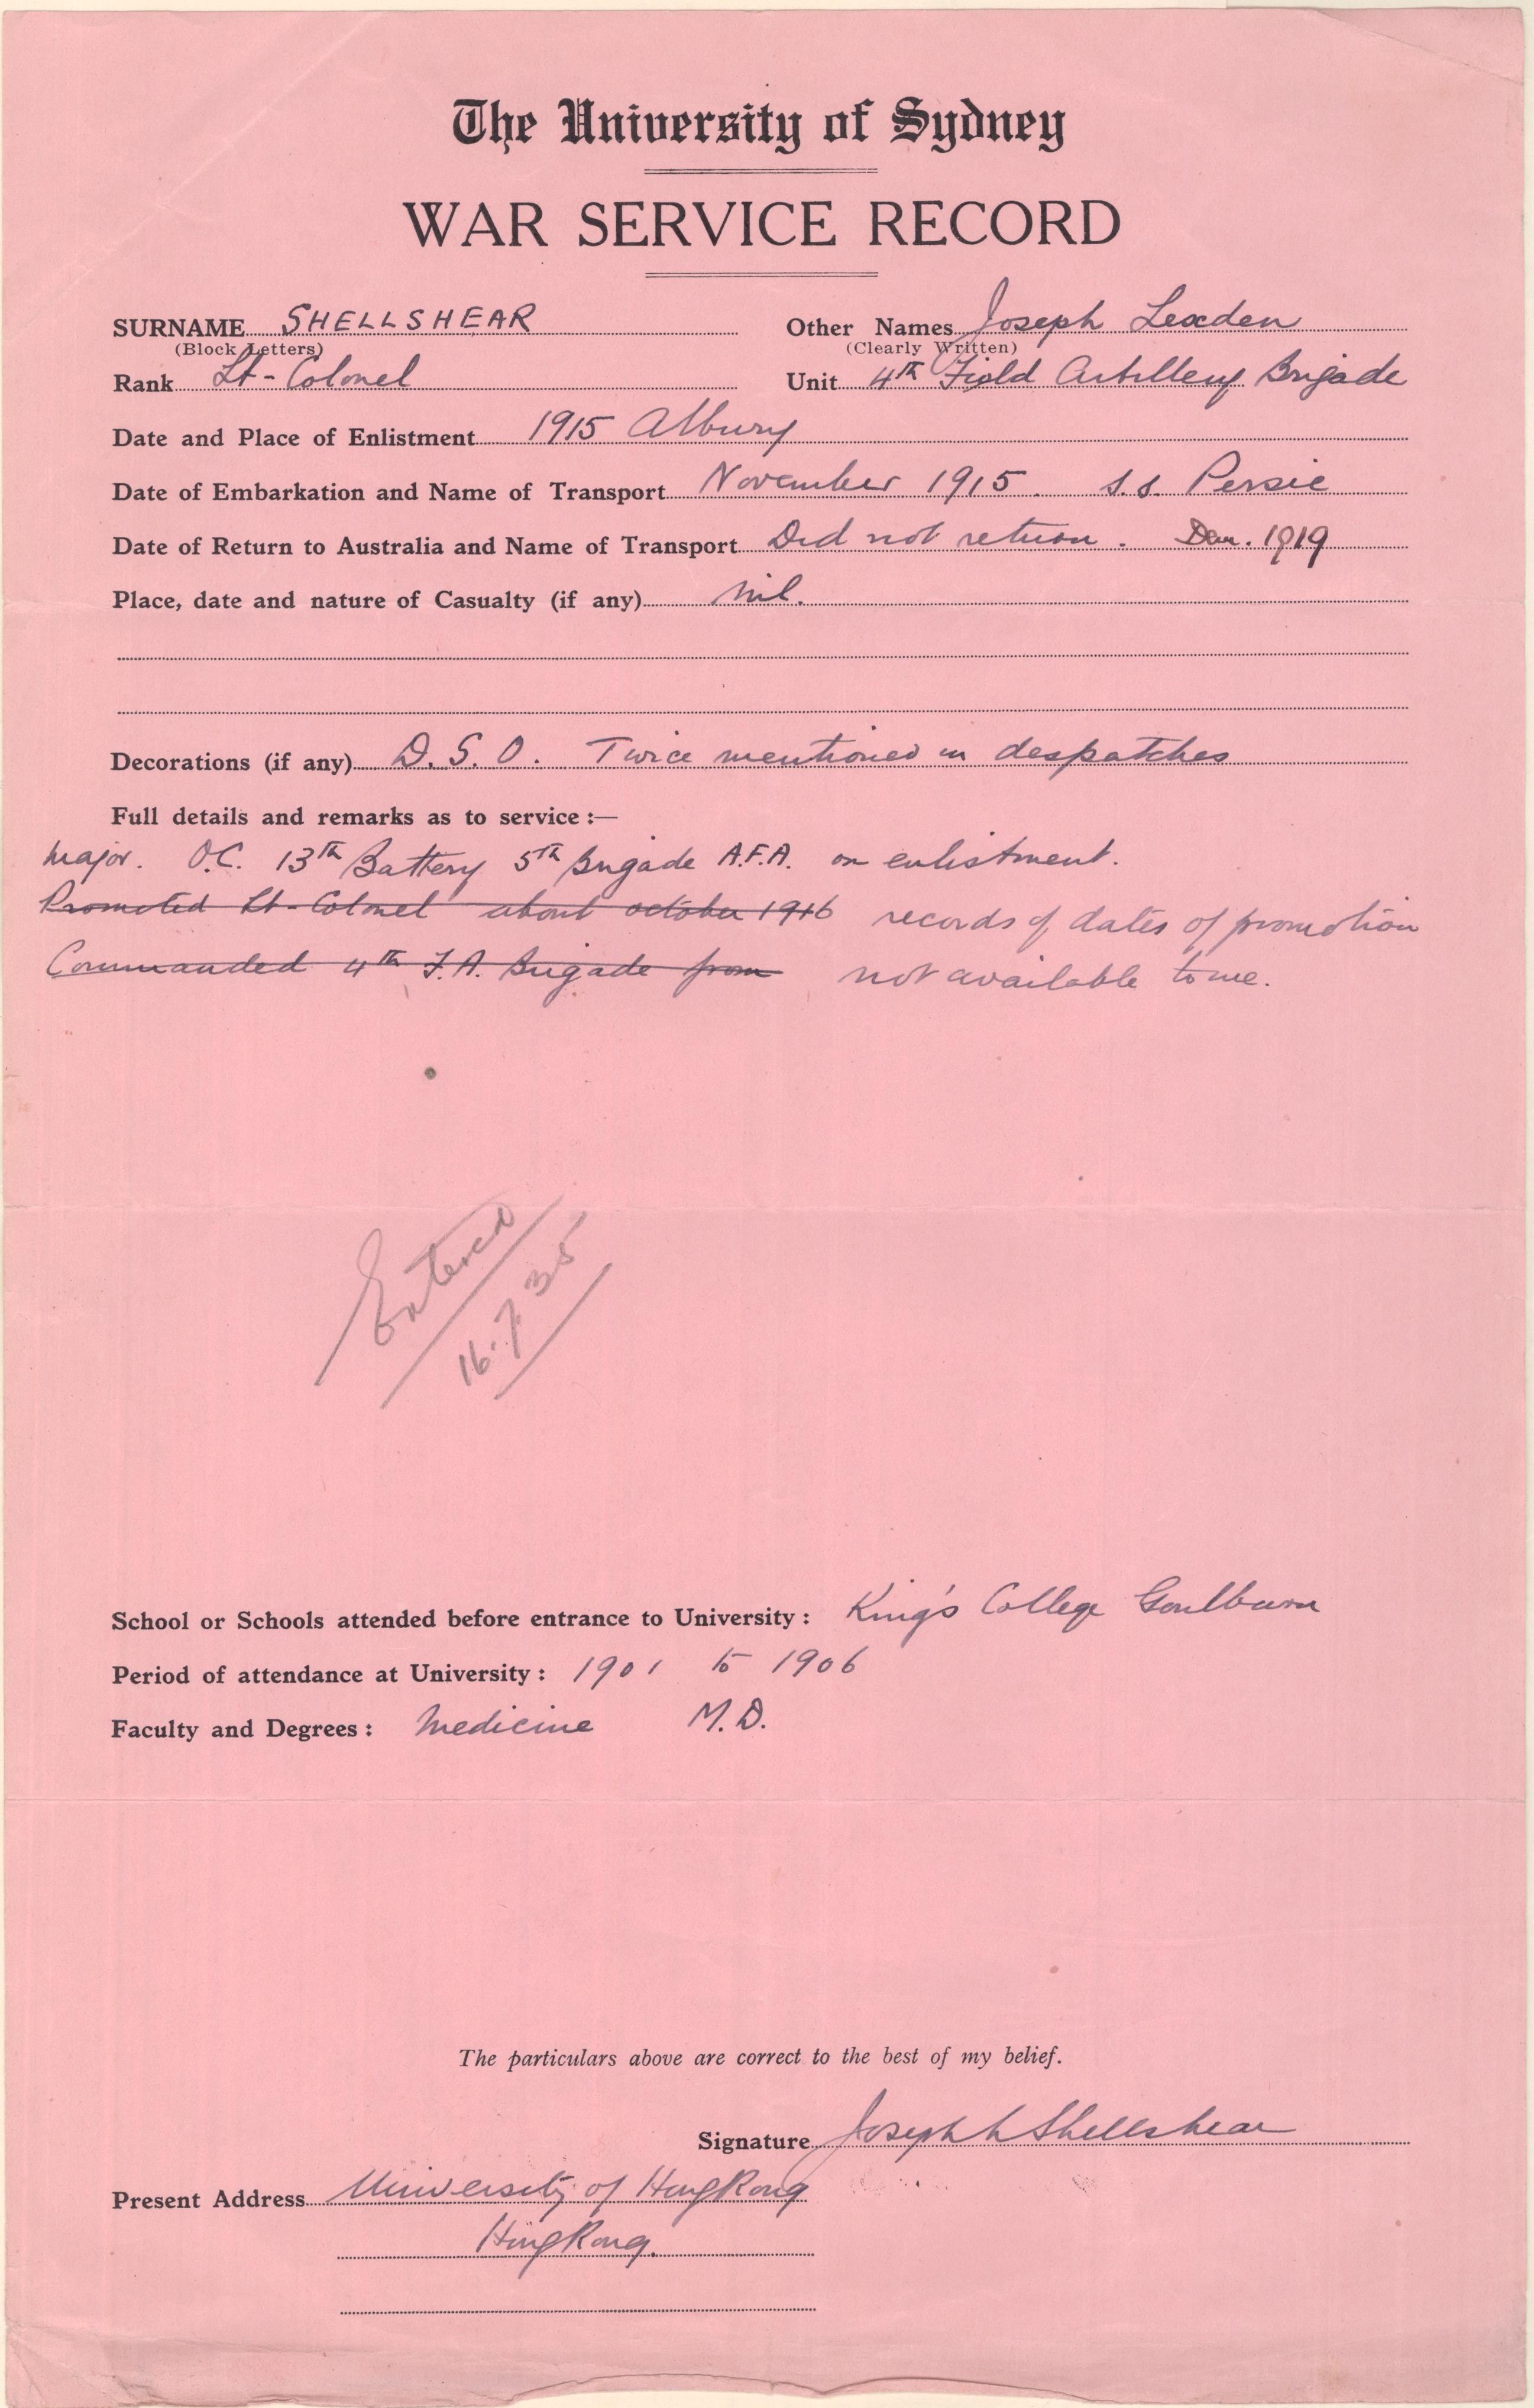 The University of Sydney
WAR SERVICE RECORD
SURNAME SHELLSHEAR Other Names Joseph Lexden
(Block Letters) (Clearly Written)
Rank Lt-Colonel Unit 4th Field Artillery Brigade
Date and Place of Enlistment 1915 Albury
Date of Embarkation and Name of Transport November 1915. s.s. Persic
Date of Return to Australia and Name of Transport Did not return. 1919
Place, date and nature of Casualty (if any) nil.
Decorations (if any) D.S.O. Twice mentioned in despatches
Full details and remarks as to service :—
Major. O.C. 13th Battery 5th Brigade A.F.A. on enlistment.
Promoted Lt-Colonel about October 1916 records of dates of promotion
Commanded 4th F.A. Brigade from not available to me.
Entered
16.7.35
School or Schools attended before entrance to University : King's College Goulburn
Period of attendance at University : 1901 to 1906
Faculty and Degrees : Medicine M.D.
The particulars above are correct to the best of my belief.
Signature Joseph L Shellshear
Present Address University of HongKong
HongKong.